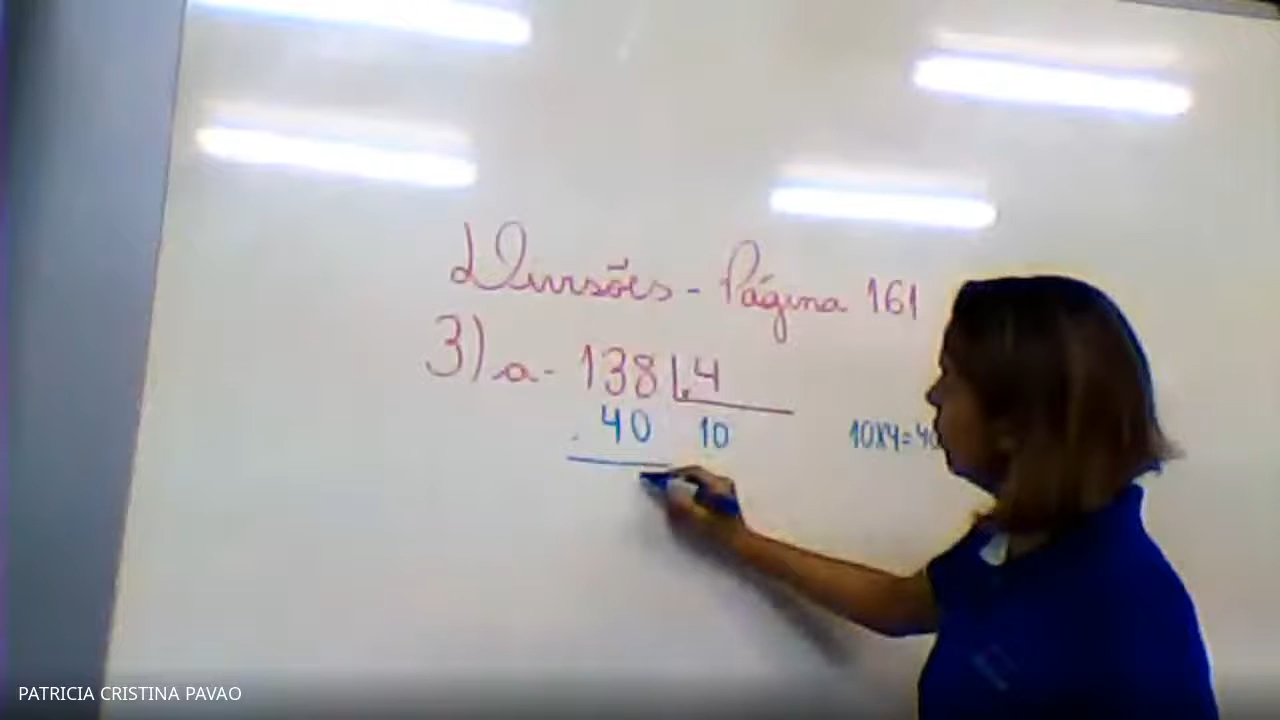 Divisões - Página 161
3) a - 138 4
- 40 10
10x4=40
PATRICIA CRISTINA PAVAO